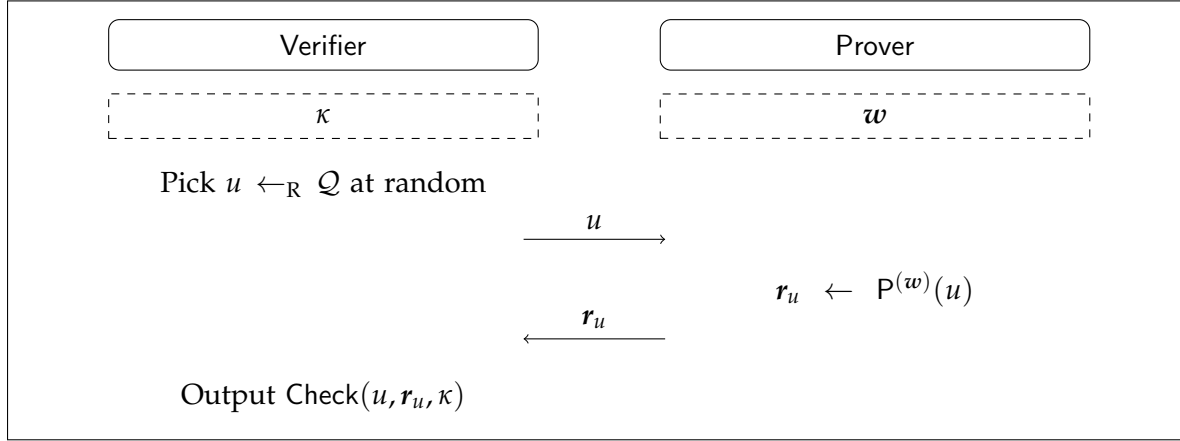 Verifier Prover
κ w
Pick u ←R 𝒬 at random
u
r_u ← P^(w)(u)
r_u
Output Check(u, r_u, κ)